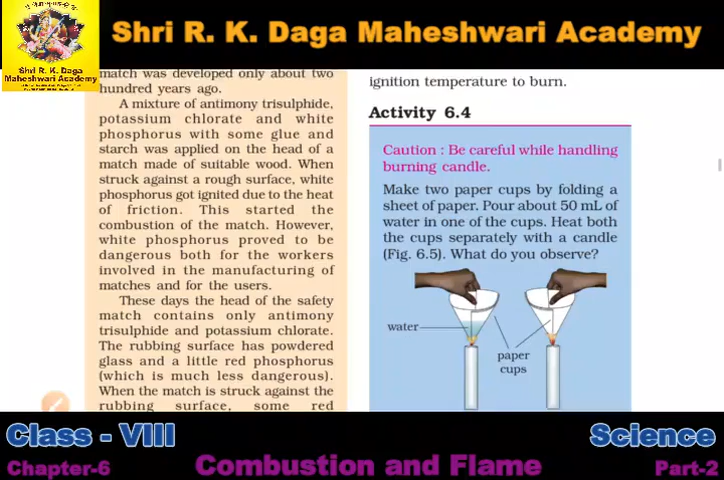 Shri R. K. Daga Maheshwari Academy
Shri R. K. Daga
Maheshwari Academy
match was developed only about two
hundred years ago.
A mixture of antimony trisulphide,
potassium chlorate and white
phosphorus with some glue and
starch was applied on the head of a
match made of suitable wood. When
struck against a rough surface, white
phosphorus got ignited due to the heat
of friction. This started the
combustion of the match. However,
white phosphorus proved to be
dangerous both for the workers
involved in the manufacturing of
matches and for the users.
These days the head of the safety
match contains only antimony
trisulphide and potassium chlorate.
The rubbing surface has powdered
glass and a little red phosphorus
(which is much less dangerous).
When the match is struck against the
rubbing surface, some red
ignition temperature to burn.
Activity 6.4
Caution : Be careful while handling
burning candle.
Make two paper cups by folding a
sheet of paper. Pour about 50 mL of
water in one of the cups. Heat both
the cups separately with a candle
(Fig. 6.5). What do you observe?
water
paper
cups
Class - VIII
Science
Chapter-6
Combustion and Flame
Part-2